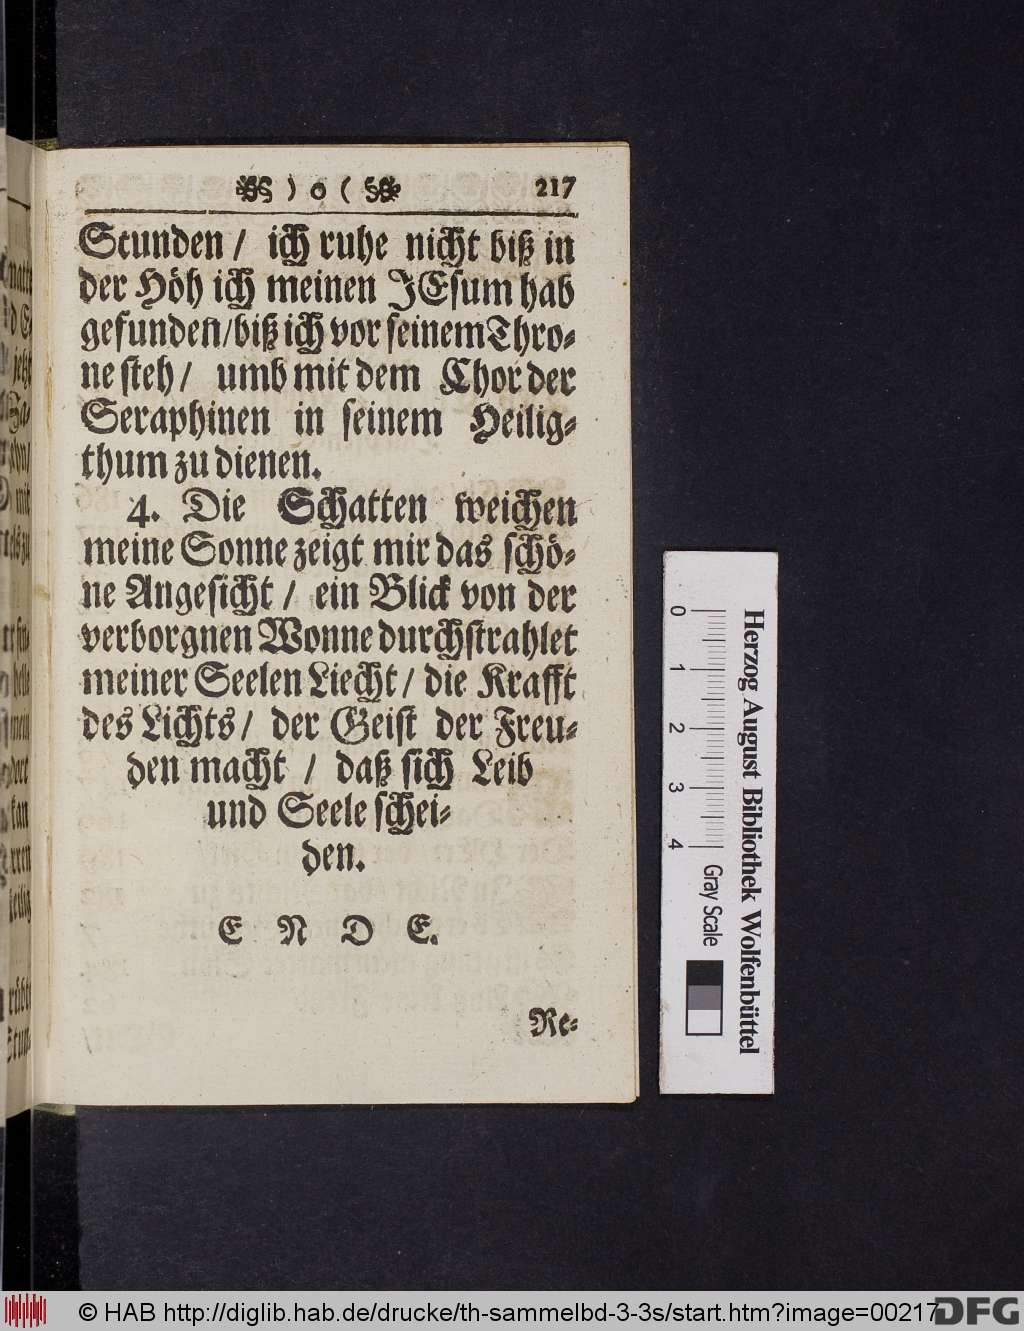 ) o ( 217
Stunden / ich ruhe nicht biß in
der Höh ich meinen JEsum hab
gefunden/biß ich vor seinem Thro-
ne steh / umb mit dem Chor der
Seraphinen in seinem Heilig-
thum zu dienen.
4. Die Schatten weichen
meine Sonne zeigt mir das schö-
ne Angesicht / ein Blick von der
verborgnen Wonne durchstrahlet
meiner Seelen Liecht / die Krafft
des Lichts / der Geist der Freu-
den macht / daß sich Leib
und Seele schei-
den.
E N D E.
Re-
Herzog August Bibliothek Wolfenbüttel
0 1 2 3 4 Gray Scale
© HAB http://diglib.hab.de/drucke/th-sammelbd-3-3s/start.htm?image=00217
DFG